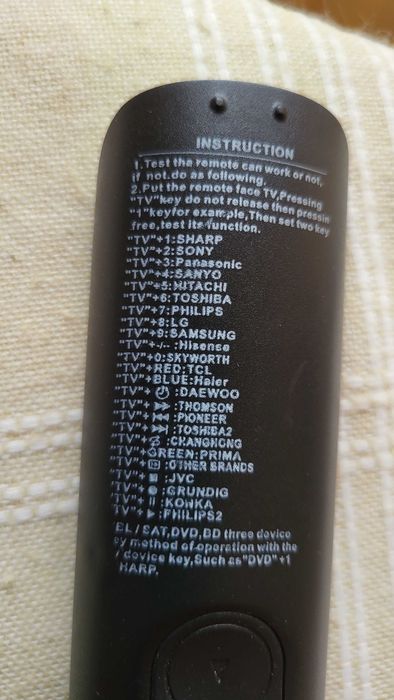 INSTRUCTION
1.Test the remote can work or not,
if not.do as following.
2.Put the remote face TV,Pressing
"TV"key do not release then pressin
"1"keyfor example,Then set two key
free,test its function.
"TV"+1:SHARP
"TV"+2:SONY
"TV"+3:Panasonic
"TV"+4:SANYO
"TV"+5:HITACHI
"TV"+6:TOSHIBA
"TV"+7:PHILIPS
"TV"+8:LG
"TV"+9:SAMSUNG
"TV"+-/--:Hisense
"TV"+0:SKYWORTH
"TV"+RED:TCL
"TV"+BLUE:Haier
"TV"+ :DAEWOO
"TV"+ ▶▶ :THOMSON
"TV"+ |◀◀ :PIONEER
"TV"+ ▶▶| :TOSHIBA2
"TV"+ :CHANGHONG
"TV"+GREEN:PRIMA
"TV"+ :OTHER BRANDS
"TV"+ ■ :JVC
"TV"+ ● :GRUNDIG
"TV"+ II :KONKA
"TV"+ ▶ :PHILIPS2
EL/SAT,DVD,BD three device
ey method of operation with the
/device key,Such as "DVD"+1
HARP.